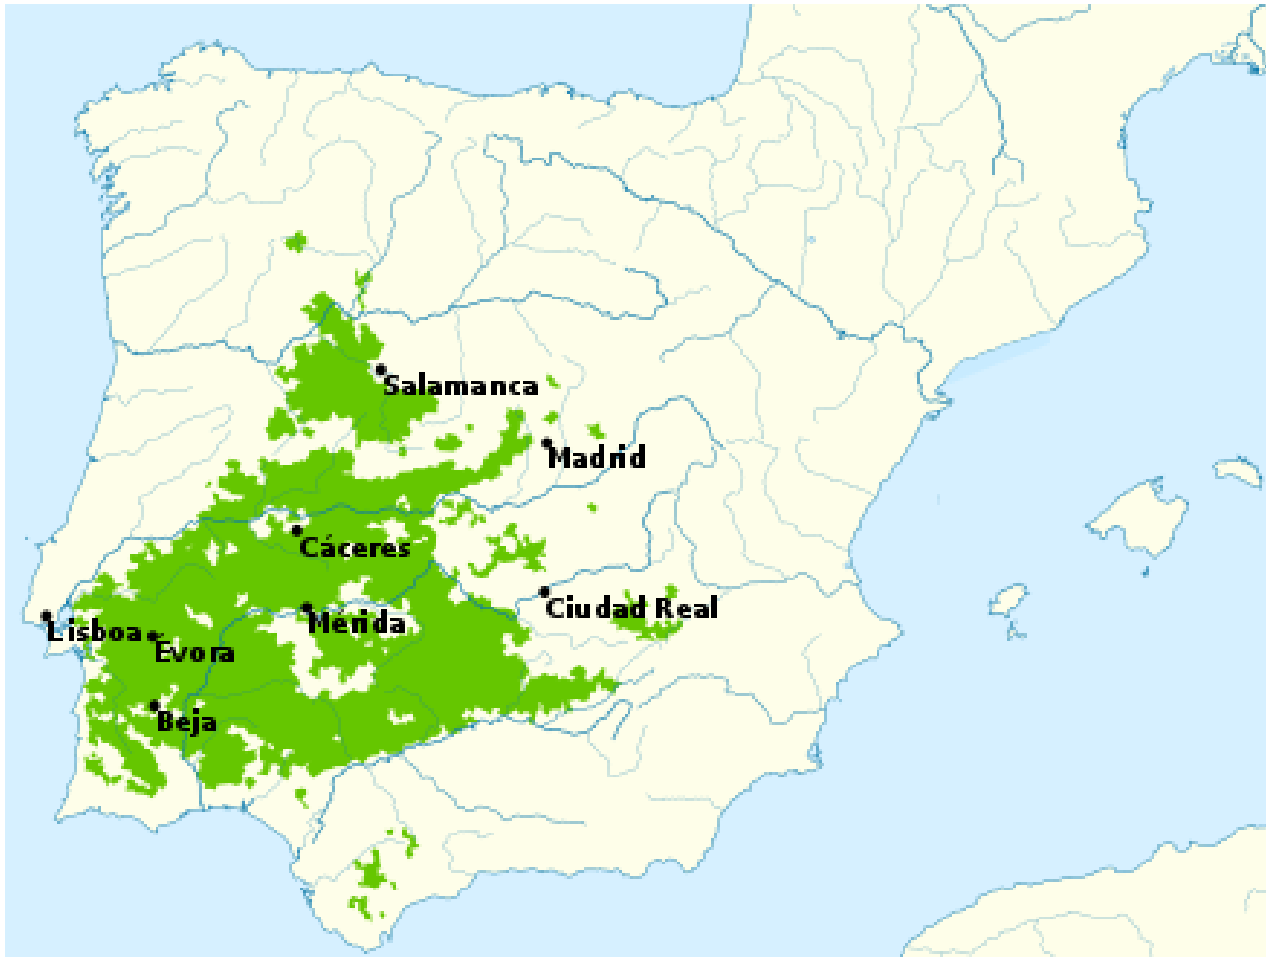 Salamanca
Madrid
Cáceres
Ciudad Real
Mérida
Lisboa
Evora
Beja